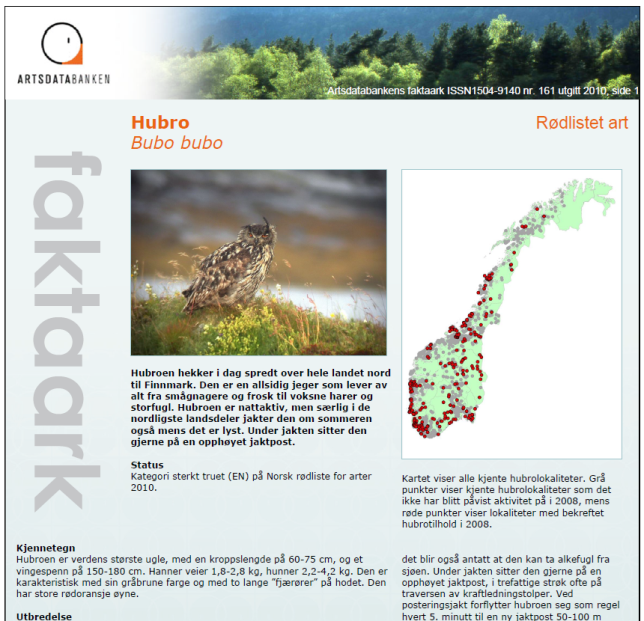 ARTSDATABANKEN
Artsdatabankens faktaark ISSN1504-9140 nr. 161 utgitt 2010, side 1
Hubro
Bubo bubo
Rødlistet art
faktaark
Hubroen hekker i dag spredt over hele landet nord
til Finnmark. Den er en allsidig jeger som lever av
alt fra smågnagere og frosk til voksne harer og
storfugl. Hubroen er nattaktiv, men særlig i de
nordligste landsdeler jakter den om sommeren
også mens det er lyst. Under jakten sitter den
gjerne på en opphøyet jaktpost.
Status
Kategori sterkt truet (EN) på Norsk rødliste for arter
2010.
Kartet viser alle kjente hubrolokaliteter. Grå
punkter viser kjente hubrolokaliteter som det
ikke har blitt påvist aktivitet på i 2008, mens
røde punkter viser lokaliteter med bekreftet
hubrotilhold i 2008.
Kjennetegn
Hubroen er verdens største ugle, med en kroppslengde på 60-75 cm, og et
vingespenn på 150-180 cm. Hanner veier 1,8-2,8 kg, hunner 2,2-4,2 kg. Den er
karakteristisk med sin gråbrune farge og med to lange "fjærører" på hodet. Den
har store rødoransje øyne.
Utbredelse
det blir også antatt at den kan ta alkefugl fra
sjøen. Under jakten sitter den gjerne på en
opphøyet jaktpost, i trefattige strøk ofte på
traversen av kraftledningstolper. Ved
posteringsjakt forflytter hubroen seg som regel
hvert 5. minutt til en ny jaktpost 50-100 m